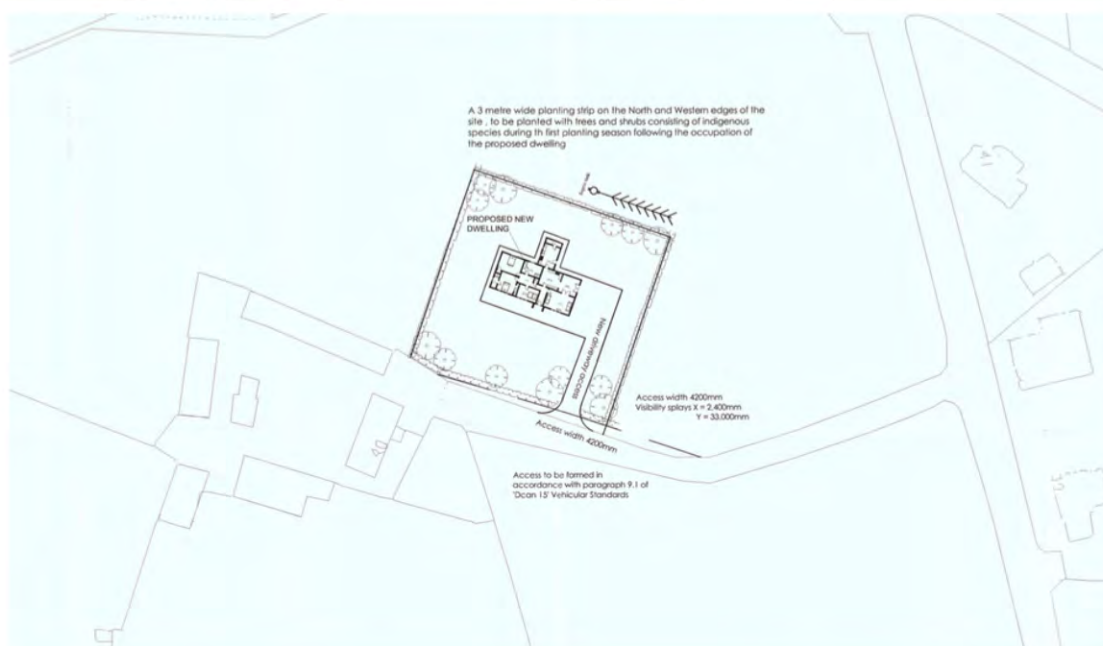 A 3 metre wide planting strip on the North and Western edges of the
site , to be planted with trees and shrubs consisting of indigenous
species during th first planting season following the occupation of
the proposed dwelling
PROPOSED NEW
DWELLING
New driveway access
Access width 4200mm
Visibility splays X = 2,400mm
Y = 33,000mm
Access width 4200mm
Access to be formed in
accordance with paragraph 9.1 of
'Dcan 15' Vehicular Standards